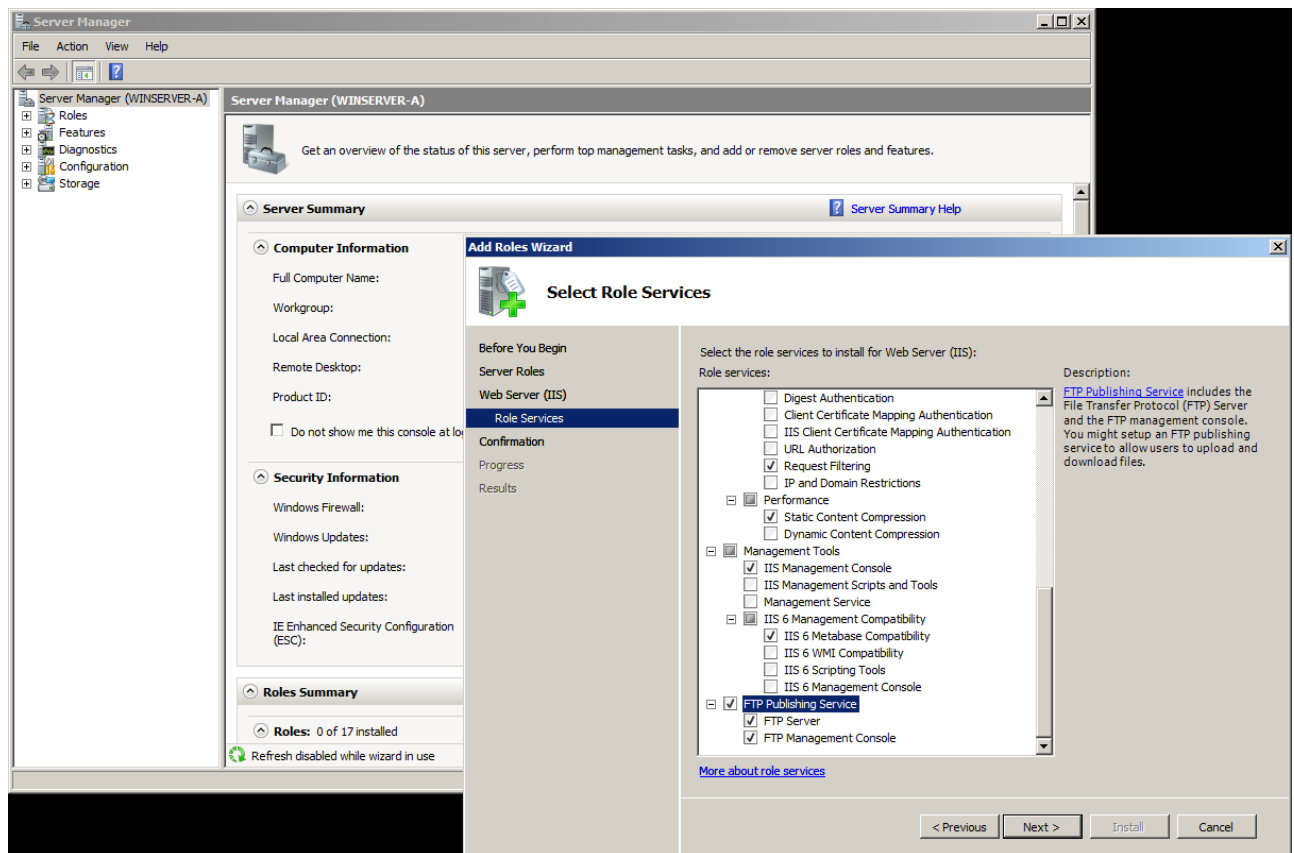 Server Manager
File Action View Help
Server Manager (WINSERVER-A)
Roles
Features
Diagnostics
Configuration
Storage
Server Manager (WINSERVER-A)
Get an overview of the status of this server, perform top management tasks, and add or remove server roles and features.
Server Summary
Server Summary Help
Computer Information
Full Computer Name:
Workgroup:
Local Area Connection:
Remote Desktop:
Product ID:
Do not show me this console at
Security Information
Windows Firewall:
Windows Updates:
Last checked for updates:
Last installed updates:
IE Enhanced Security Configuration
(ESC):
Roles Summary
Roles: 0 of 17 installed
Refresh disabled while wizard in use
Add Roles Wizard
Select Role Services
Before You Begin
Server Roles
Web Server (IIS)
Role Services
Confirmation
Progress
Results
Select the role services to install for Web Server (IIS):
Role services:
Digest Authentication
Client Certificate Mapping Authentication
IIS Client Certificate Mapping Authentication
URL Authorization
Request Filtering
IP and Domain Restrictions
Performance
Static Content Compression
Dynamic Content Compression
Management Tools
IIS Management Console
IIS Management Scripts and Tools
Management Service
IIS 6 Management Compatibility
IIS 6 Metabase Compatibility
IIS 6 WMI Compatibility
IIS 6 Scripting Tools
IIS 6 Management Console
FTP Publishing Service
FTP Server
FTP Management Console
Description:
FTP Publishing Service includes the
File Transfer Protocol (FTP) Server
and the FTP management console.
You might setup an FTP publishing
service to allow users to upload and
download files.
More about role services
< Previous
Next >
Install
Cancel